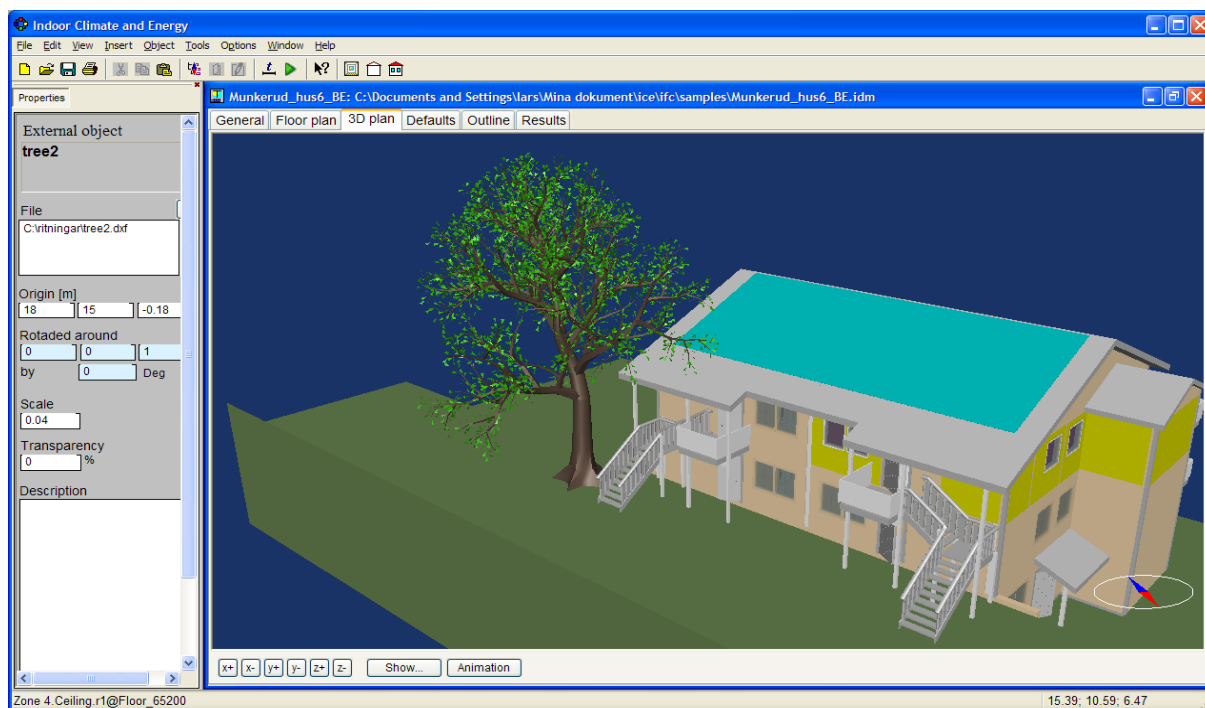 Indoor Climate and Energy
File Edit View Insert Object Tools Options Window Help
Properties
External object
tree2
File
C:\ritningar\tree2.dxf
Origin [m]
18 15 -0.18
Rotaded around
0 0 1
by 0 Deg
Scale
0.04
Transparency
0 %
Description
Munkerud_hus6_BE: C:\Documents and Settings\lars\Mina dokument\ice\ifc\samples\Munkerud_hus6_BE.idm
General Floor plan 3D plan Defaults Outline Results
x+ x- y+ y- z+ z- Show... Animation
Zone 4.Ceiling.r1@Floor_65200 15.39; 10.59; 6.47